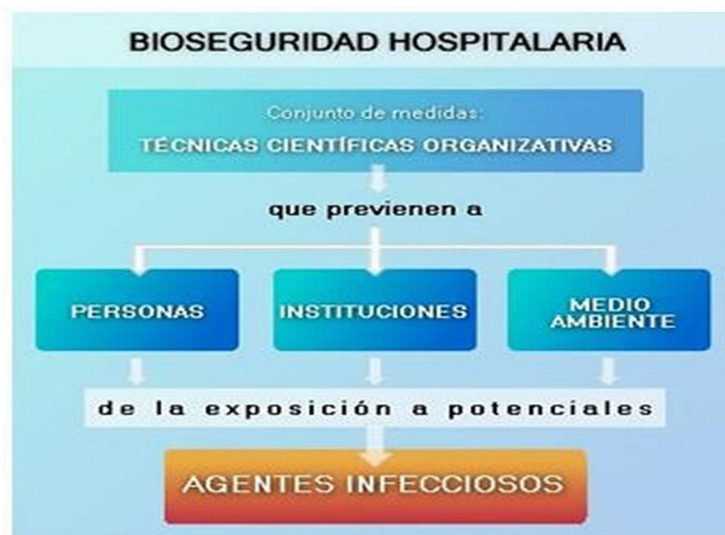 BIOSEGURIDAD HOSPITALARIA
Conjunto de medidas:
TÉCNICAS CIENTÍFICAS ORGANIZATIVAS
que previenen a
PERSONAS
INSTITUCIONES
MEDIO
AMBIENTE
de la exposición a potenciales
AGENTES INFECCIOSOS